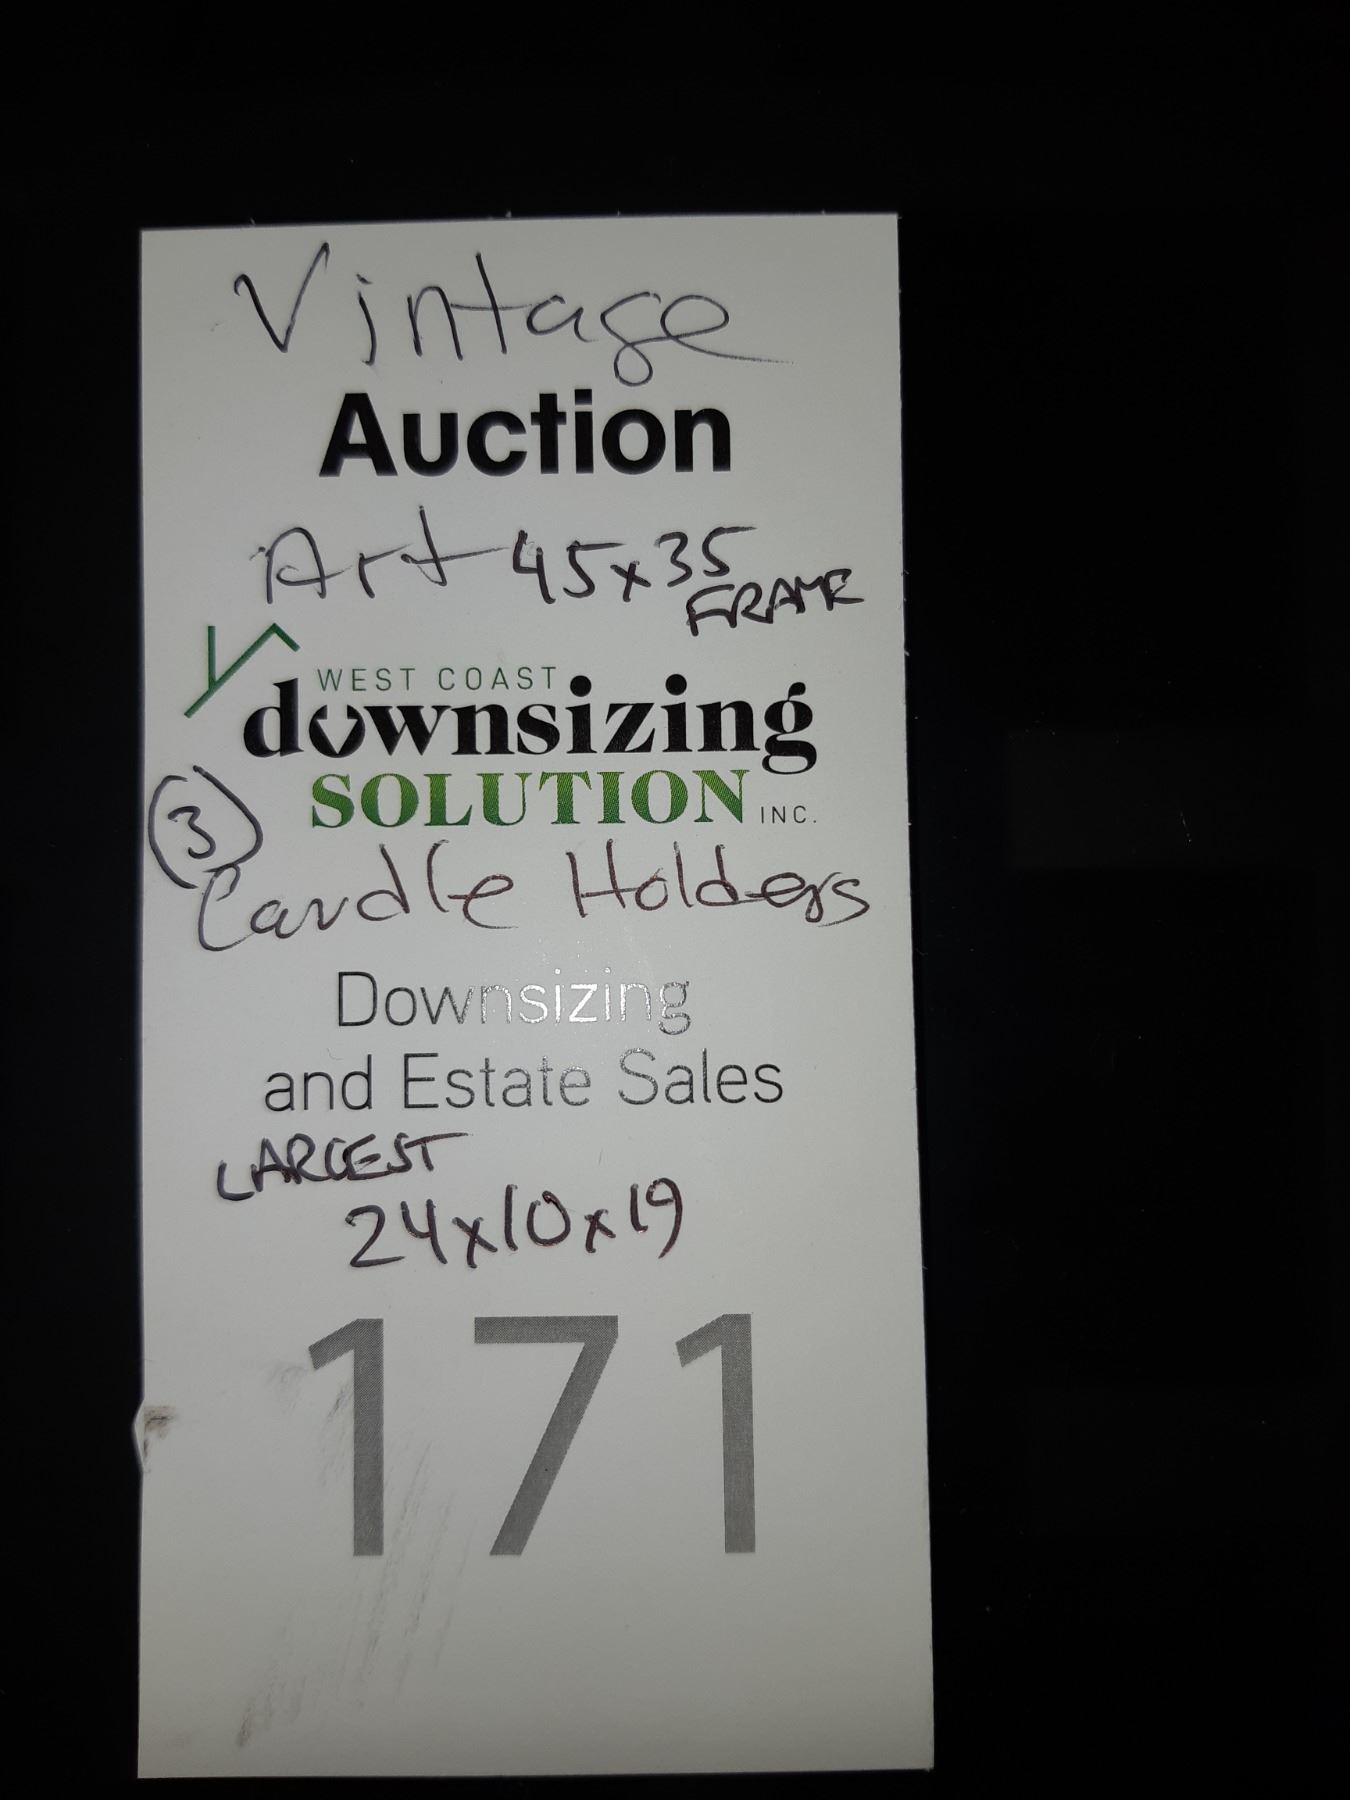 Vintage
Auction
Art 45x35
FRAME
WEST COAST
downsizing
SOLUTION INC.
3
Candle Holders
Downsizing
and Estate Sales
LARGEST
24x10x19
171